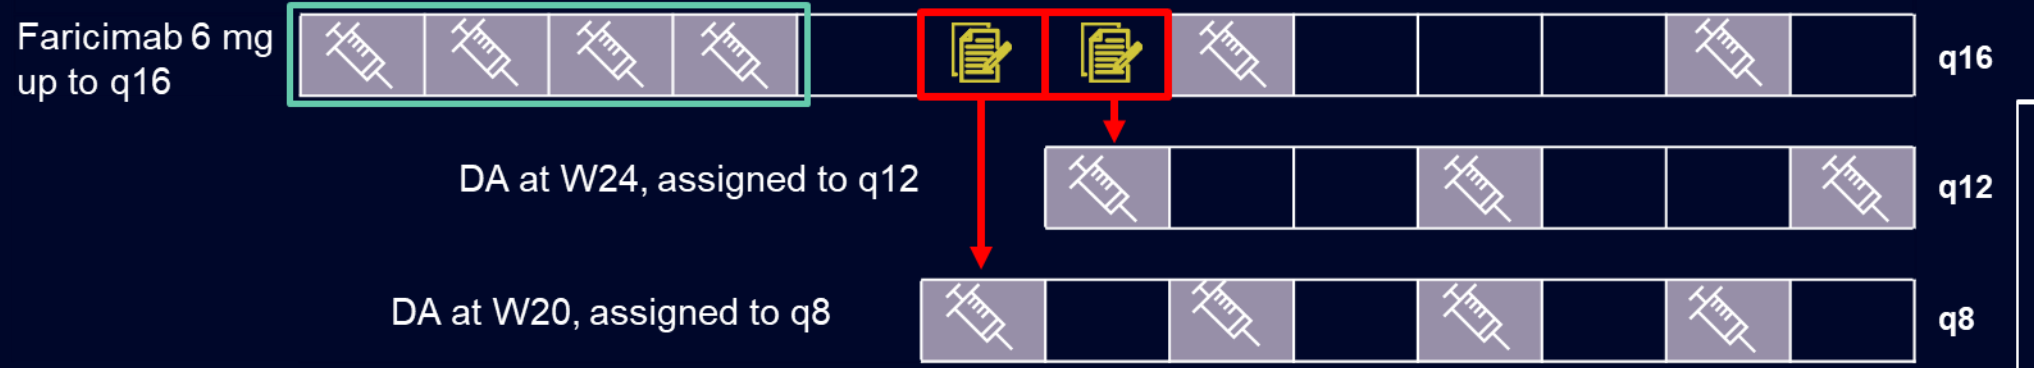 Faricimab 6 mg
up to q16
q16
DA at W24, assigned to q12
q12
DA at W20, assigned to q8
q8